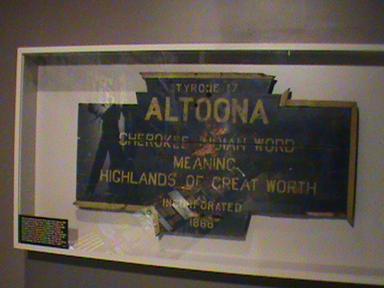 TYRONE 17
ALTOONA
CHEROKEE INDIAN WORD
MEANING
HIGHLANDS OF GREAT WORTH
INCORPORATED
1868